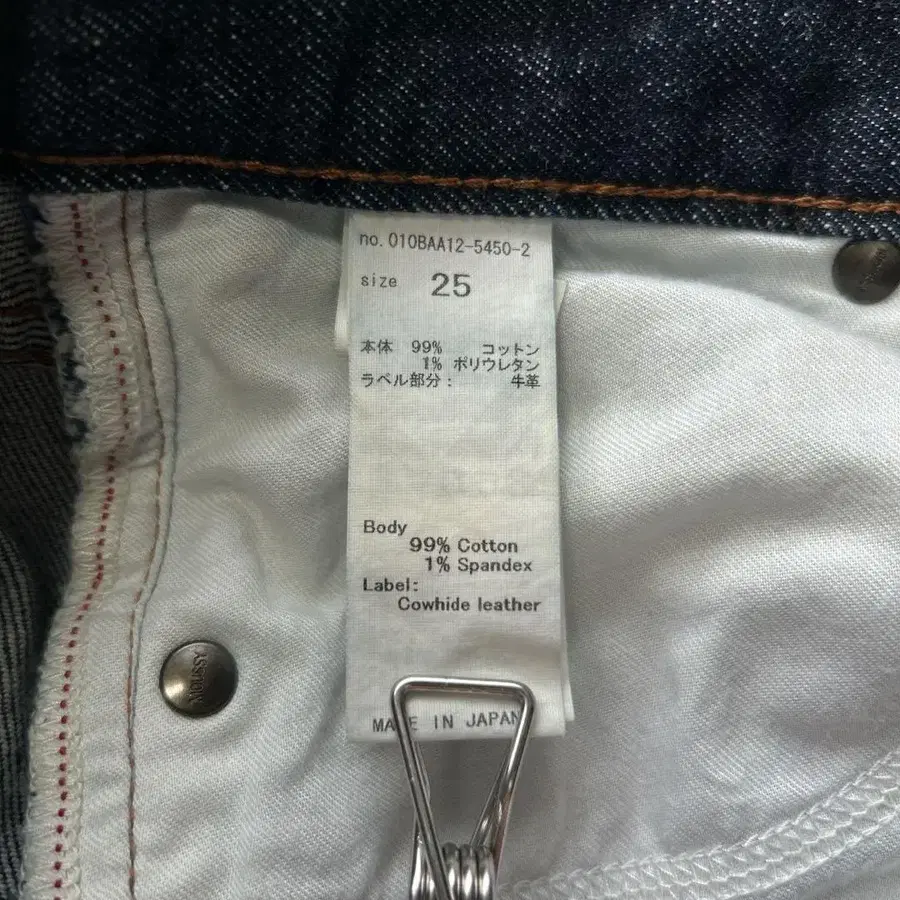 no. 010BAA12-5450-2
size 25
本体 99% コットン
1% ポリウレタン
ラベル部分： 牛革
Body
99% Cotton
1% Spandex
Label:
Cowhide leather
MADE IN JAPAN
MOUSSY